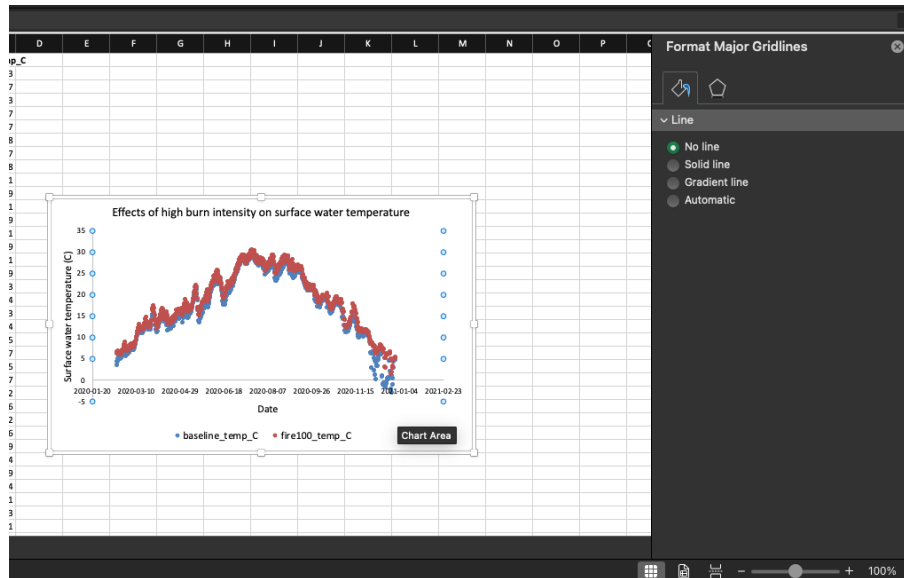 Format Major Gridlines
D E F G H I J K L M N O P
Line
No line
Solid line
Gradient line
Automatic
Effects of high burn intensity on surface water temperature
Surface water temperature (C)
35
30
25
20
15
10
5
0
-5
2020-01-20 2020-03-10 2020-04-29 2020-06-18 2020-08-07 2020-09-26 2020-11-15 2021-01-04 2021-02-23
Date
baseline_temp_C fire100_temp_C
Chart Area
100%